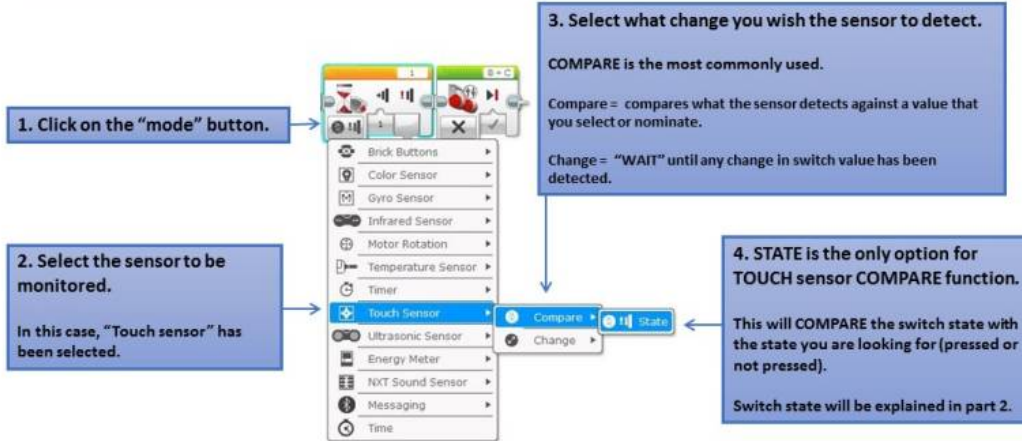 1. Click on the “mode” button.
2. Select the sensor to be
monitored.
In this case, “Touch sensor” has
been selected.
1
B + C
1
Brick Buttons
Color Sensor
Gyro Sensor
Infrared Sensor
Motor Rotation
Temperature Sensor
Timer
Touch Sensor
Ultrasonic Sensor
Energy Meter
NXT Sound Sensor
Messaging
Time
Compare
Change
State
3. Select what change you wish the sensor to detect.
COMPARE is the most commonly used.
Compare = compares what the sensor detects against a value that
you select or nominate.
Change = “WAIT” until any change in switch value has been
detected.
4. STATE is the only option for
TOUCH sensor COMPARE function.
This will COMPARE the switch state with
the state you are looking for (pressed or
not pressed).
Switch state will be explained in part 2.